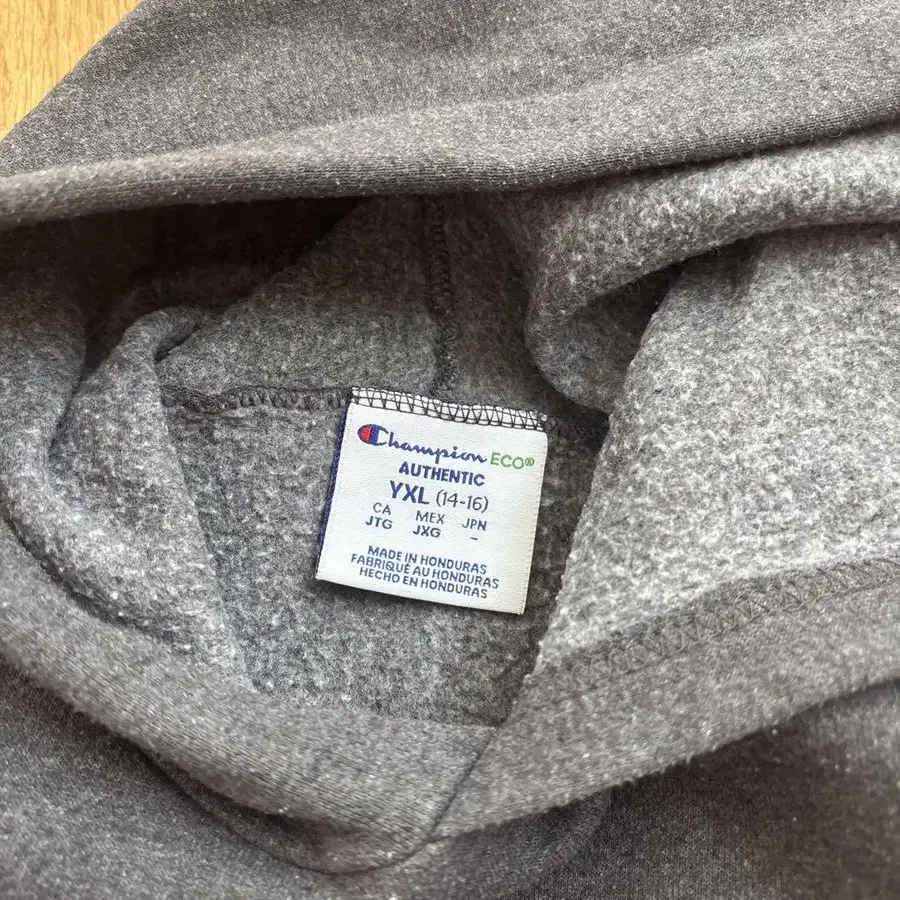 Champion ECO®
AUTHENTIC
YXL (14-16)
CA MEX JPN
JTG JXG –
MADE IN HONDURAS
FABRIQUÉ AU HONDURAS
HECHO EN HONDURAS